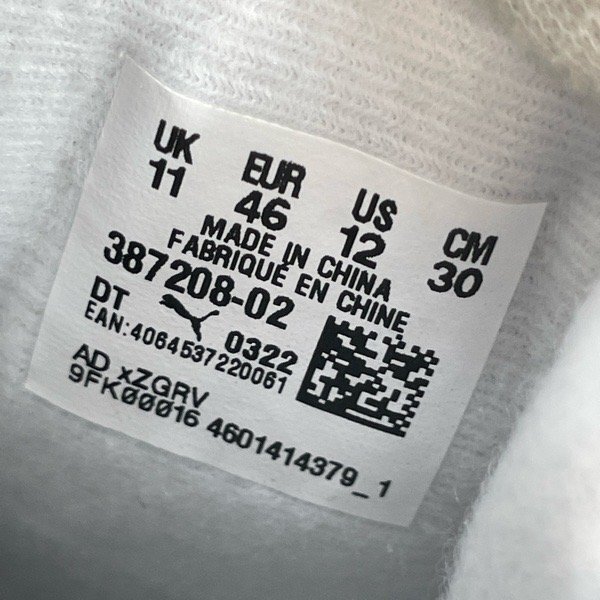 UK EUR US CM
11 46 12 30
MADE IN CHINA
FABRIQUÉ EN CHINE
387208-02
DT 0322
EAN:4064537220061
AD xZGRV
9FK00016 4601414379_1